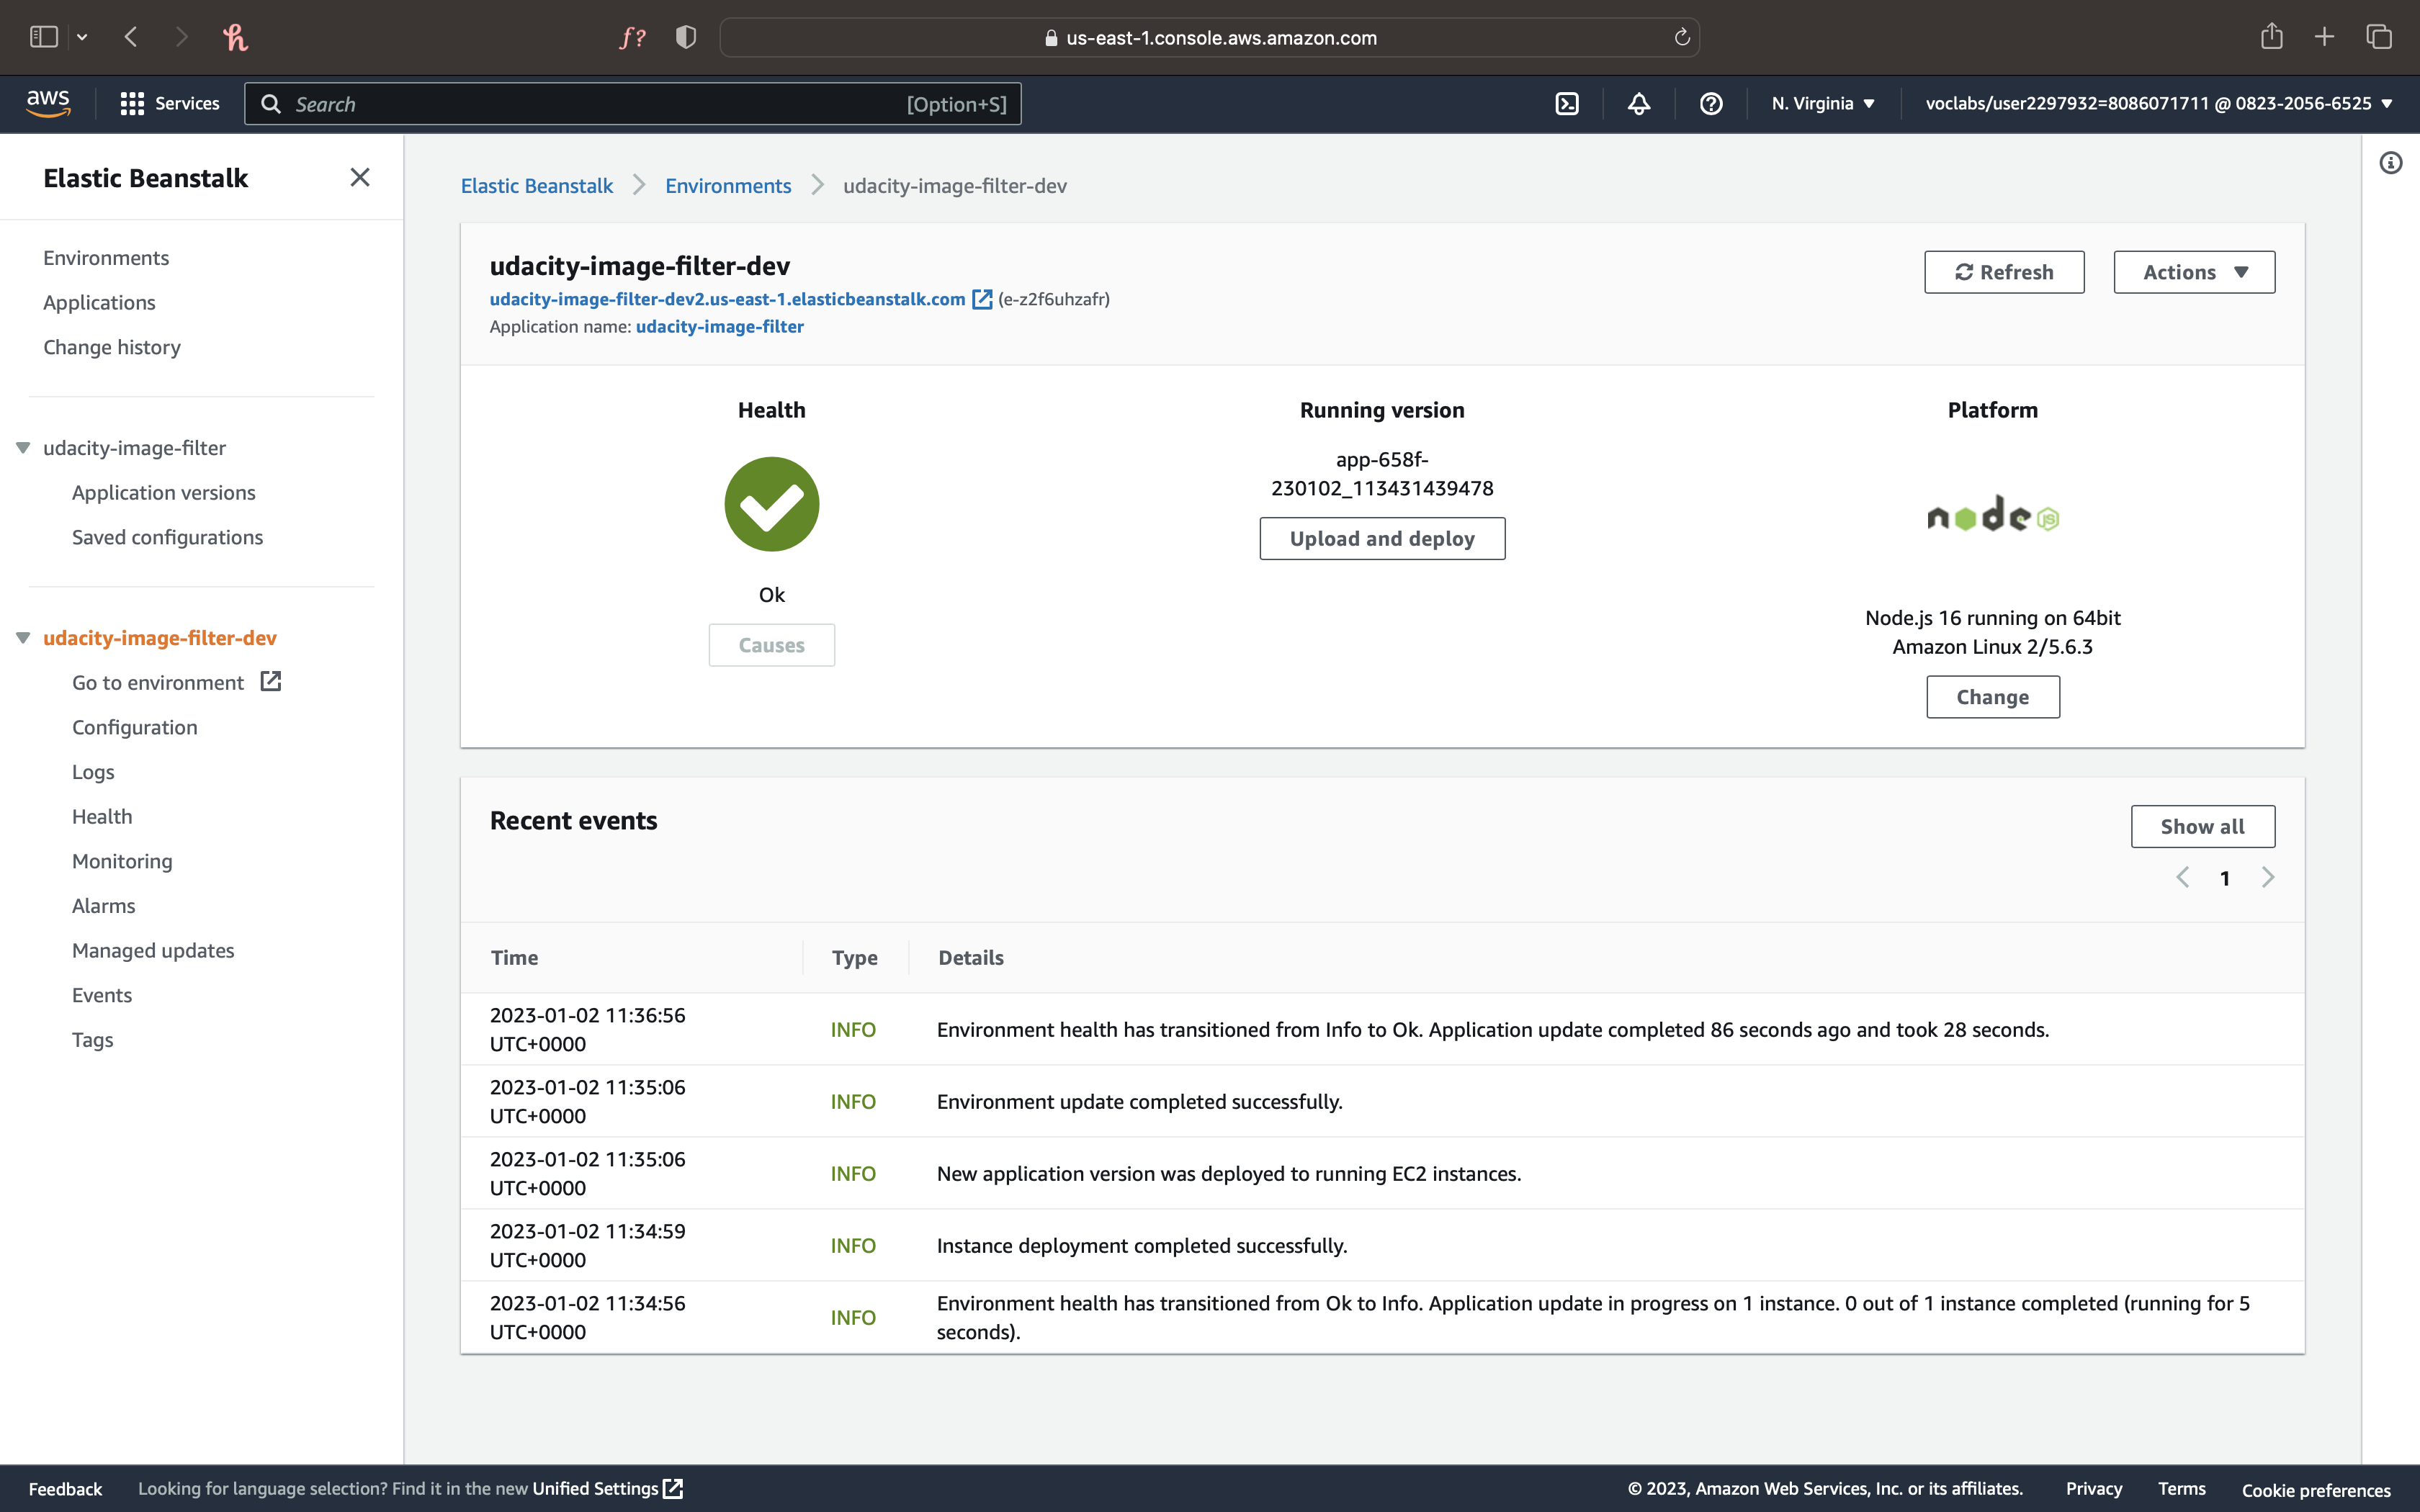 us-east-1.console.aws.amazon.com
aws
Services
Search
[Option+S]
N. Virginia
voclabs/user2297932=8086071711 @ 0823-2056-6525
Elastic Beanstalk
Environments
Applications
Change history
udacity-image-filter
Application versions
Saved configurations
udacity-image-filter-dev
Go to environment
Configuration
Logs
Health
Monitoring
Alarms
Managed updates
Events
Tags
Elastic Beanstalk
Environments
udacity-image-filter-dev
udacity-image-filter-dev
udacity-image-filter-dev2.us-east-1.elasticbeanstalk.com (e-z2f6uhzafr)
Application name: udacity-image-filter
Refresh
Actions
Health
Ok
Causes
Running version
app-658f-
230102_113431439478
Upload and deploy
Platform
node JS
Node.js 16 running on 64bit
Amazon Linux 2/5.6.3
Change
Recent events
Show all
1
Time
Type
Details
2023-01-02 11:36:56
UTC+0000
INFO
Environment health has transitioned from Info to Ok. Application update completed 86 seconds ago and took 28 seconds.
2023-01-02 11:35:06
UTC+0000
INFO
Environment update completed successfully.
2023-01-02 11:35:06
UTC+0000
INFO
New application version was deployed to running EC2 instances.
2023-01-02 11:34:59
UTC+0000
INFO
Instance deployment completed successfully.
2023-01-02 11:34:56
UTC+0000
INFO
Environment health has transitioned from Ok to Info. Application update in progress on 1 instance. 0 out of 1 instance completed (running for 5
seconds).
Feedback
Looking for language selection? Find it in the new Unified Settings
© 2023, Amazon Web Services, Inc. or its affiliates.
Privacy
Terms
Cookie preferences